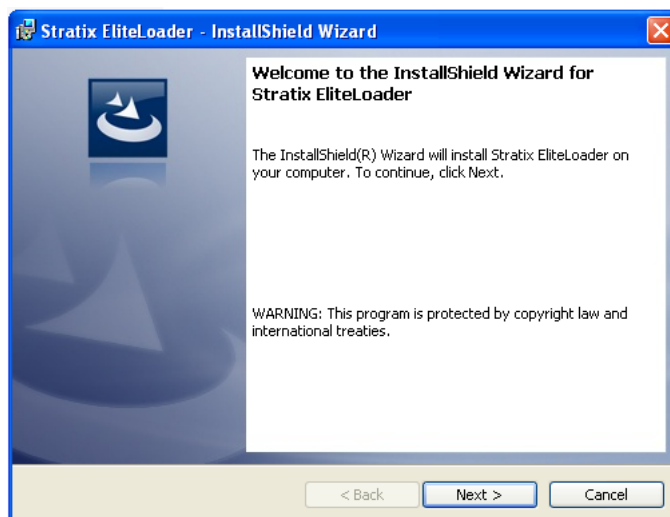 Stratix EliteLoader - InstallShield Wizard
Welcome to the InstallShield Wizard for
Stratix EliteLoader
The InstallShield(R) Wizard will install Stratix EliteLoader on
your computer. To continue, click Next.
WARNING: This program is protected by copyright law and
international treaties.
< Back
Next >
Cancel